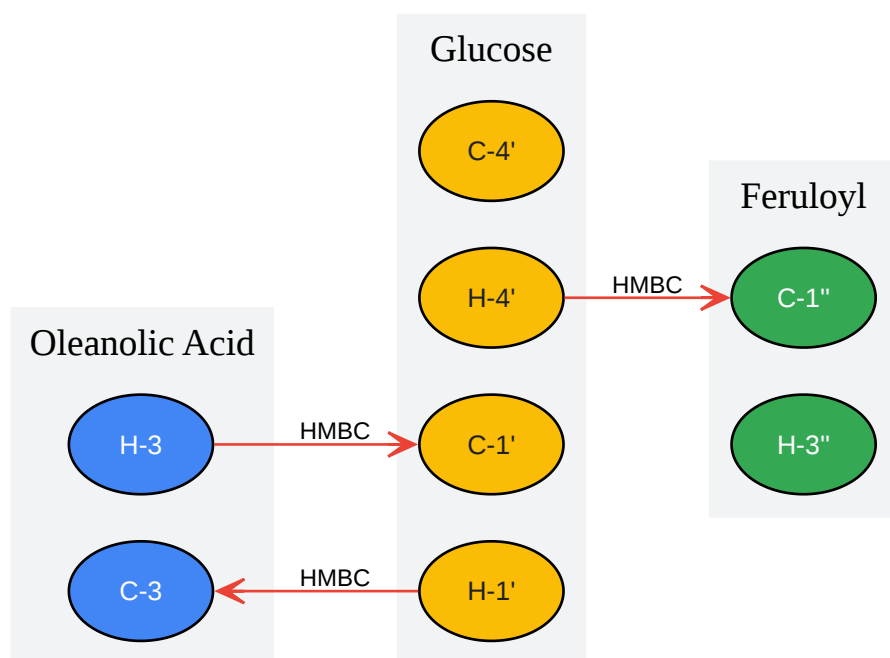 Glucose
C-4'
Feruloyl
H-4'
HMBC
C-1''
Oleanolic Acid
H-3
HMBC
C-1'
H-3''
C-3
HMBC
H-1'